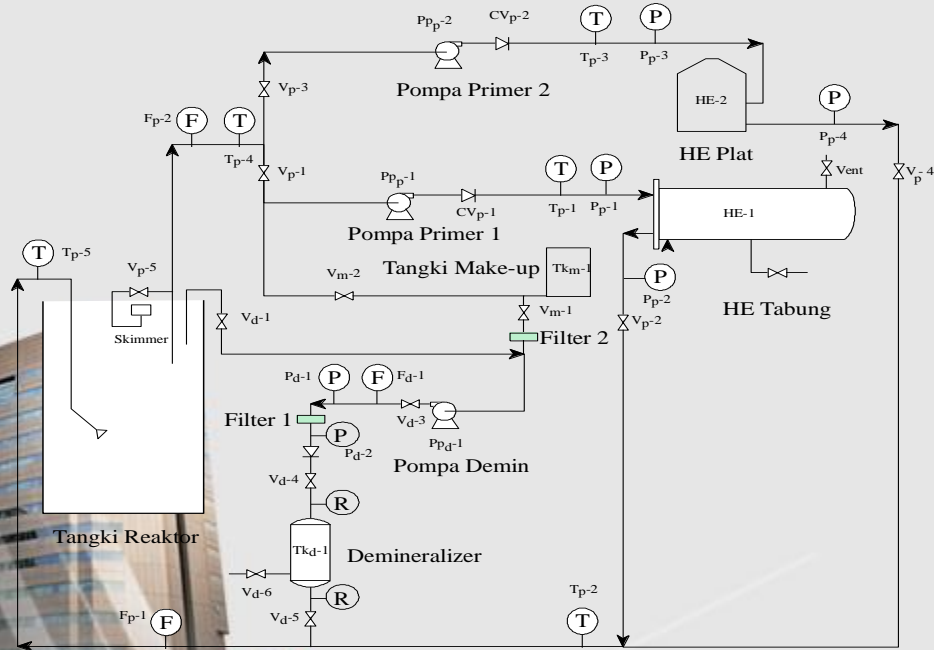 Ppp-2
CVp-2
T
P
Tp-3
Pp-3
Vp-3
Pompa Primer 2
HE-2
P
Fp-2
F
T
Tp-4
HE Plat
Pp-4
Vp-1
Ppp-1
T
P
Vent
Vp-4
CVp-1
Tp-1
Pp-1
HE-1
Pompa Primer 1
T
Tp-5
Vp-5
Vm-2
Tangki Make-up
Tkm-1
P
Pp-2
HE Tabung
Skimmer
Vd-1
Vm-1
Vp-2
Filter 2
Pd-1
P
F
Fd-1
Filter 1
Vd-3
Ppd-1
P
Pd-2
Pompa Demin
Vd-4
R
Tangki Reaktor
Tkd-1
Demineralizer
Vd-6
R
Tp-2
Fp-1
F
Vd-5
T